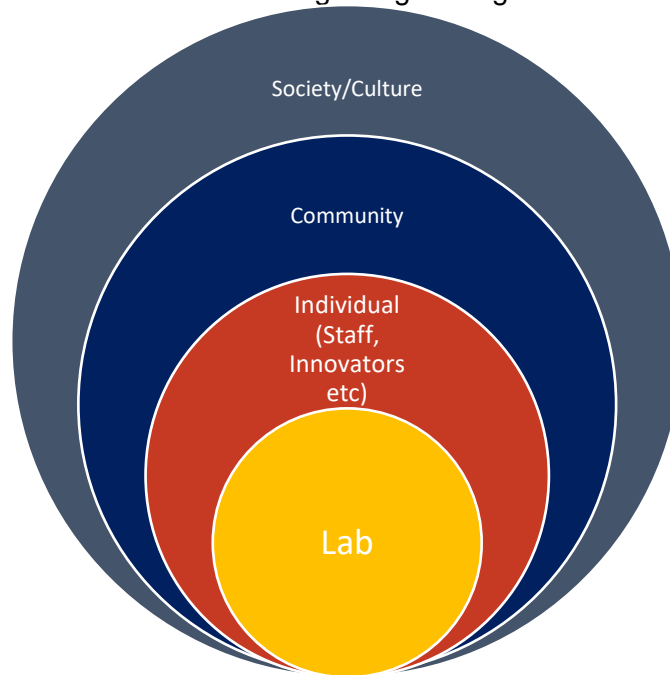 Society/Culture
Community
Individual
(Staff,
Innovators
etc)
Lab